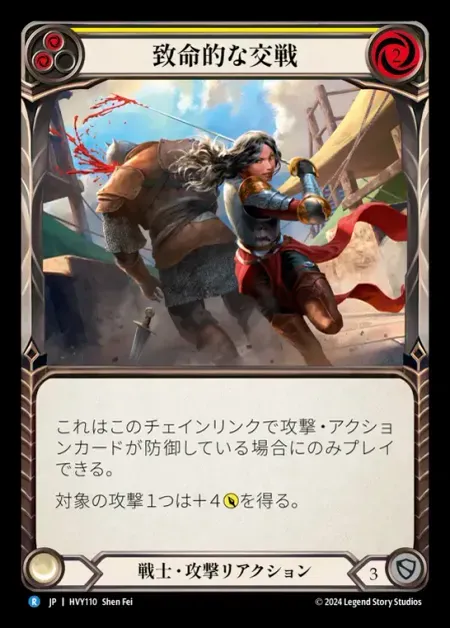 致命的な交戦
2
これはこのチェインリンクで攻撃・アクショ
ンカードが防御している場合にのみプレイ
できる。
対象の攻撃1つは+4を得る。
戦士・攻撃リアクション
3
R JP | HVY110 Shen Fei
© 2024 Legend Story Studios